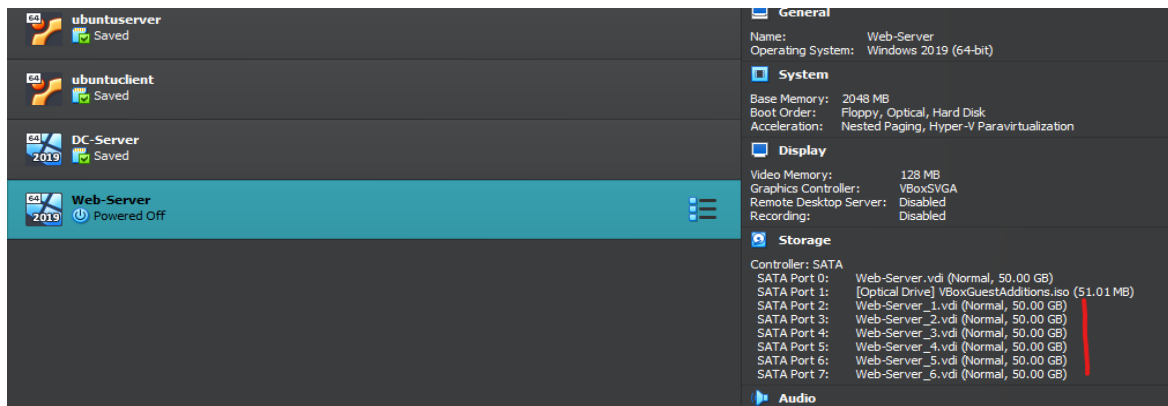 64
ubuntuserver
Saved
64
ubuntuclient
Saved
64
2019
DC-Server
Saved
64
2019
Web-Server
Powered Off
General
Name: Web-Server
Operating System: Windows 2019 (64-bit)
System
Base Memory: 2048 MB
Boot Order: Floppy, Optical, Hard Disk
Acceleration: Nested Paging, Hyper-V Paravirtualization
Display
Video Memory: 128 MB
Graphics Controller: VBoxSVGA
Remote Desktop Server: Disabled
Recording: Disabled
Storage
Controller: SATA
SATA Port 0: Web-Server.vdi (Normal, 50.00 GB)
SATA Port 1: [Optical Drive] VBoxGuestAdditions.iso (51.01 MB)
SATA Port 2: Web-Server_1.vdi (Normal, 50.00 GB)
SATA Port 3: Web-Server_2.vdi (Normal, 50.00 GB)
SATA Port 4: Web-Server_3.vdi (Normal, 50.00 GB)
SATA Port 5: Web-Server_4.vdi (Normal, 50.00 GB)
SATA Port 6: Web-Server_5.vdi (Normal, 50.00 GB)
SATA Port 7: Web-Server_6.vdi (Normal, 50.00 GB)
Audio